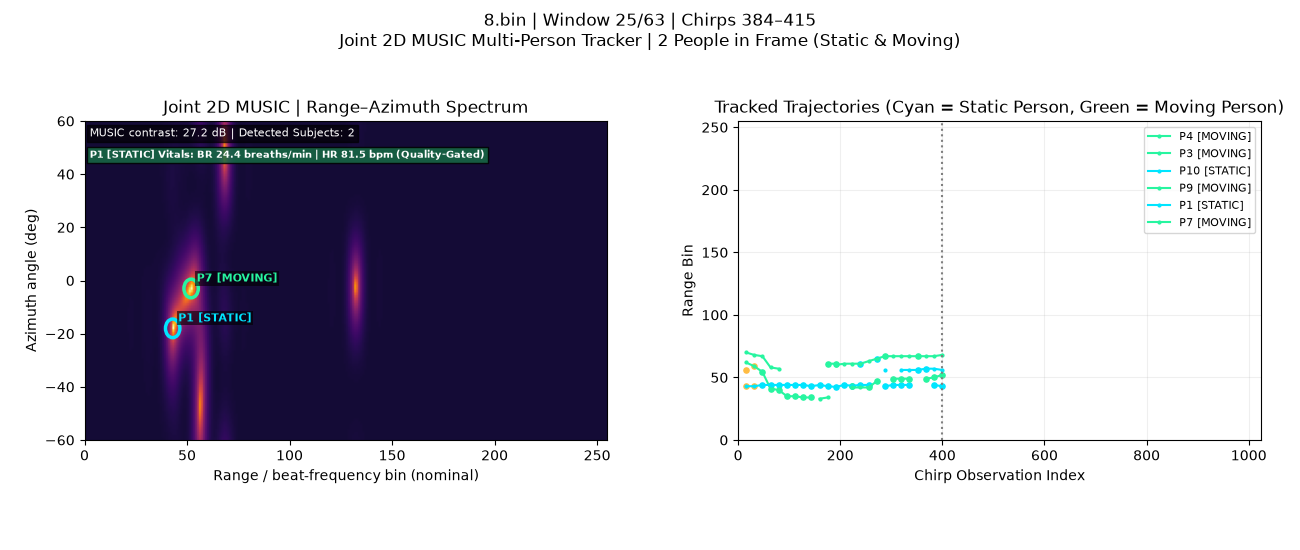 8.bin | Window 25/63 | Chirps 384–415
Joint 2D MUSIC Multi-Person Tracker | 2 People in Frame (Static & Moving)
Joint 2D MUSIC | Range–Azimuth Spectrum
MUSIC contrast: 27.2 dB | Detected Subjects: 2
P1 [STATIC] Vitals: BR 24.4 breaths/min | HR 81.5 bpm (Quality-Gated)
P7 [MOVING]
P1 [STATIC]
Azimuth angle (deg)
60
40
20
0
−20
−40
−60
0
50
100
150
200
250
Range / beat-frequency bin (nominal)
Tracked Trajectories (Cyan = Static Person, Green = Moving Person)
P4 [MOVING]
P3 [MOVING]
P10 [STATIC]
P9 [MOVING]
P1 [STATIC]
P7 [MOVING]
Range Bin
250
200
150
100
50
0
0
200
400
600
800
1000
Chirp Observation Index